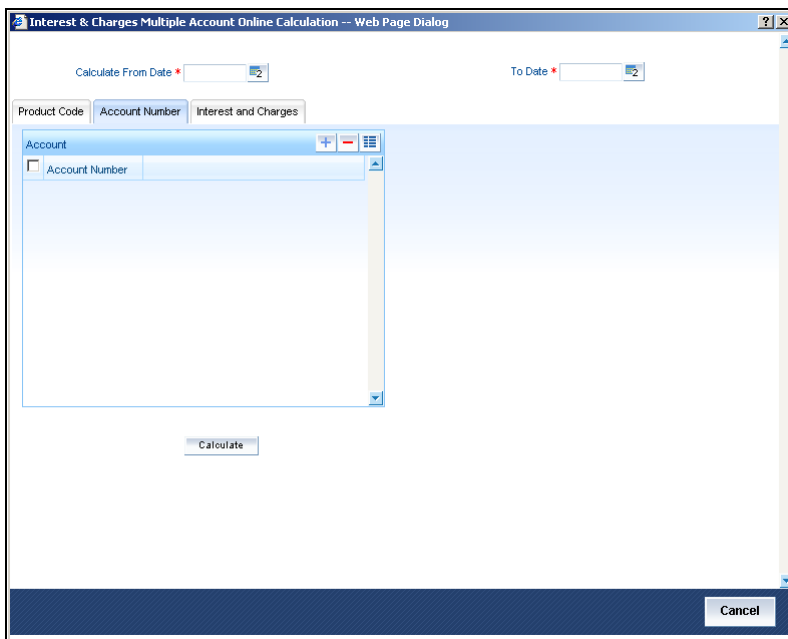 Interest & Charges Multiple Account Online Calculation -- Web Page Dialog
Calculate From Date *
To Date *
Product Code
Account Number
Interest and Charges
Account
Account Number
Calculate
Cancel